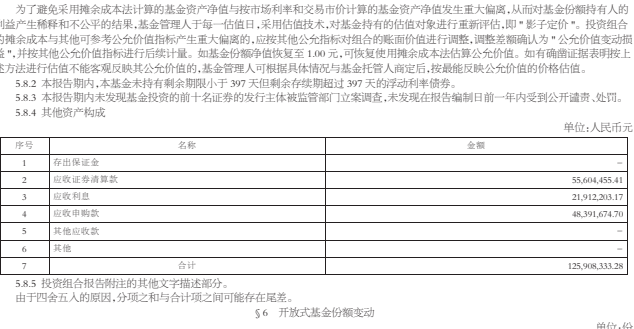 为了避免采用摊余成本法计算的基金资产净值与按市场利率和交易市价计算的基金资产净值发生重大偏离,从而对基金份额持有人的
利益产生稀释和不公平的结果,基金管理人于每一估值日,采用估值技术,对基金持有的估值对象进行重新评估,即"影子定价"。投资组合
的摊余成本与其他可参考公允价值指标产生重大偏离的,应按其他公允指标对组合的账面价值进行调整,调整差额确认为"公允价值变动损
益",并按其他公允价值指标进行后续计量。如基金份额净值恢复至 1.00 元,可恢复使用摊余成本法估算公允价值。如有确凿证据表明按上
述方法进行估值不能客观反映其公允价值的,基金管理人可根据具体情况与基金托管人商定后,按最能反映公允价值的价格估值。
5.8.2 本报告期内,本基金未持有剩余期限小于 397 天但剩余存续期超过 397 天的浮动利率债券。
5.8.3 本报告期内未发现基金投资的前十名证券的发行主体被监管部门立案调查,未发现在报告编制日前一年内受到公开谴责、处罚。
5.8.4 其他资产构成
单位:人民币元
序号 名称 金额
1 存出保证金 -
2 应收证券清算款 55,604,455.41
3 应收利息 21,912,203.17
4 应收申购款 48,391,674.70
5 其他应收款 -
6 其他 -
7 合计 125,908,333.28
5.8.5 投资组合报告附注的其他文字描述部分。
由于四舍五入的原因,分项之和与合计项之间可能存在尾差。
§6 开放式基金份额变动
单位:份